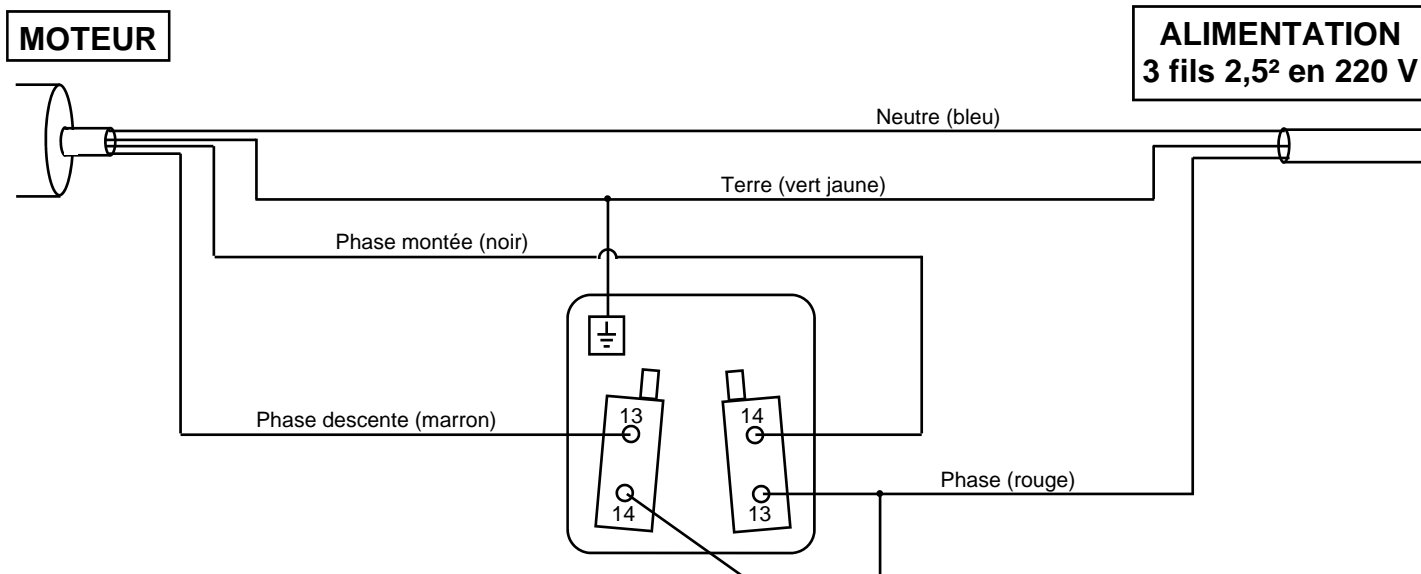 MOTEUR
ALIMENTATION
3 fils 2,5² en 220 V
Neutre (bleu)
Terre (vert jaune)
Phase montée (noir)
Phase descente (marron)
13
14
14
13
Phase (rouge)